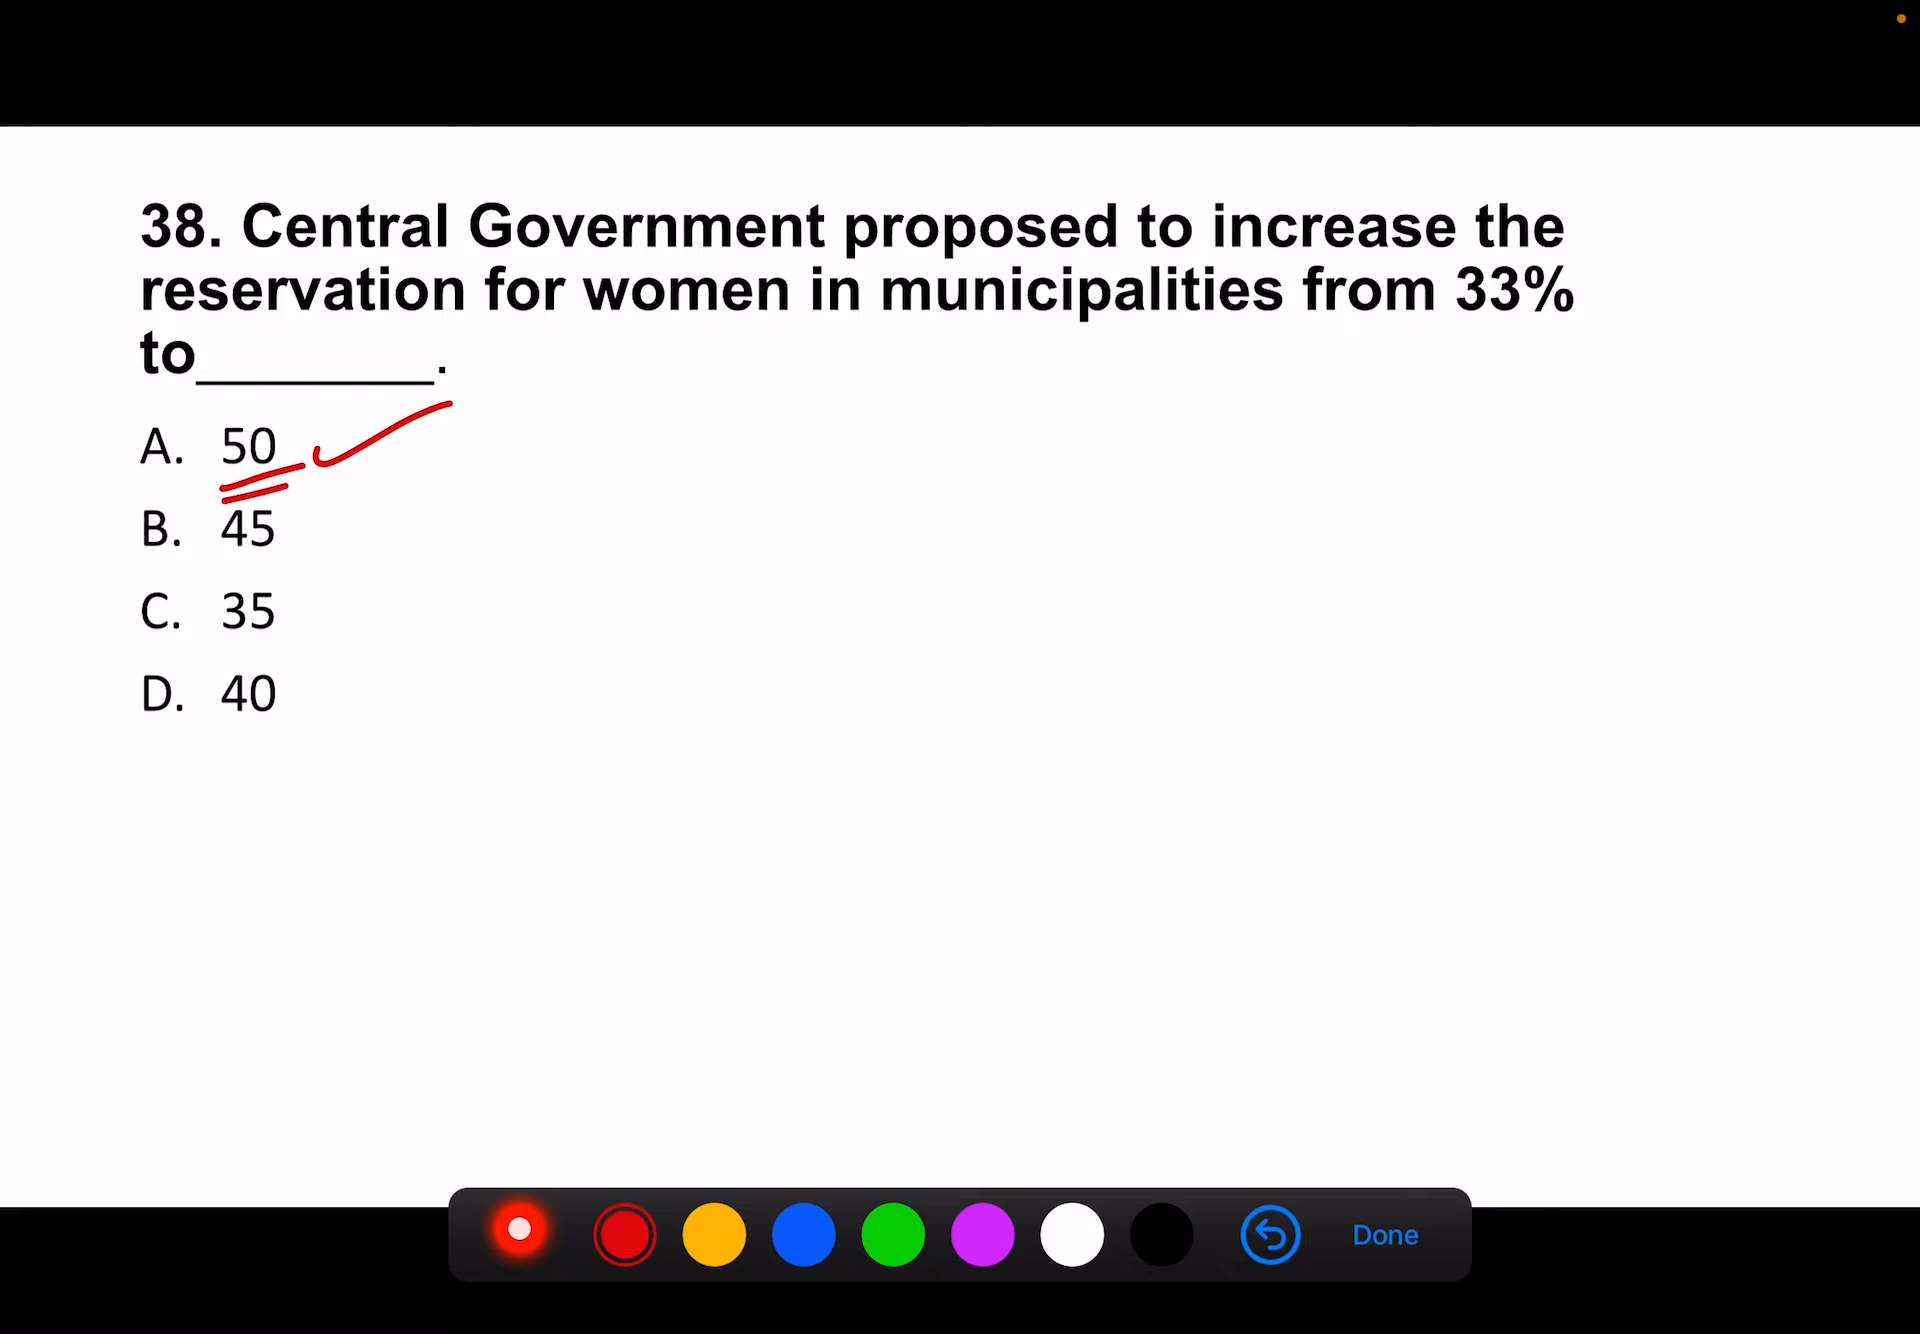 38. Central Government proposed to increase the
reservation for women in municipalities from 33%
to________.
A. 50
B. 45
C. 35
D. 40
Done